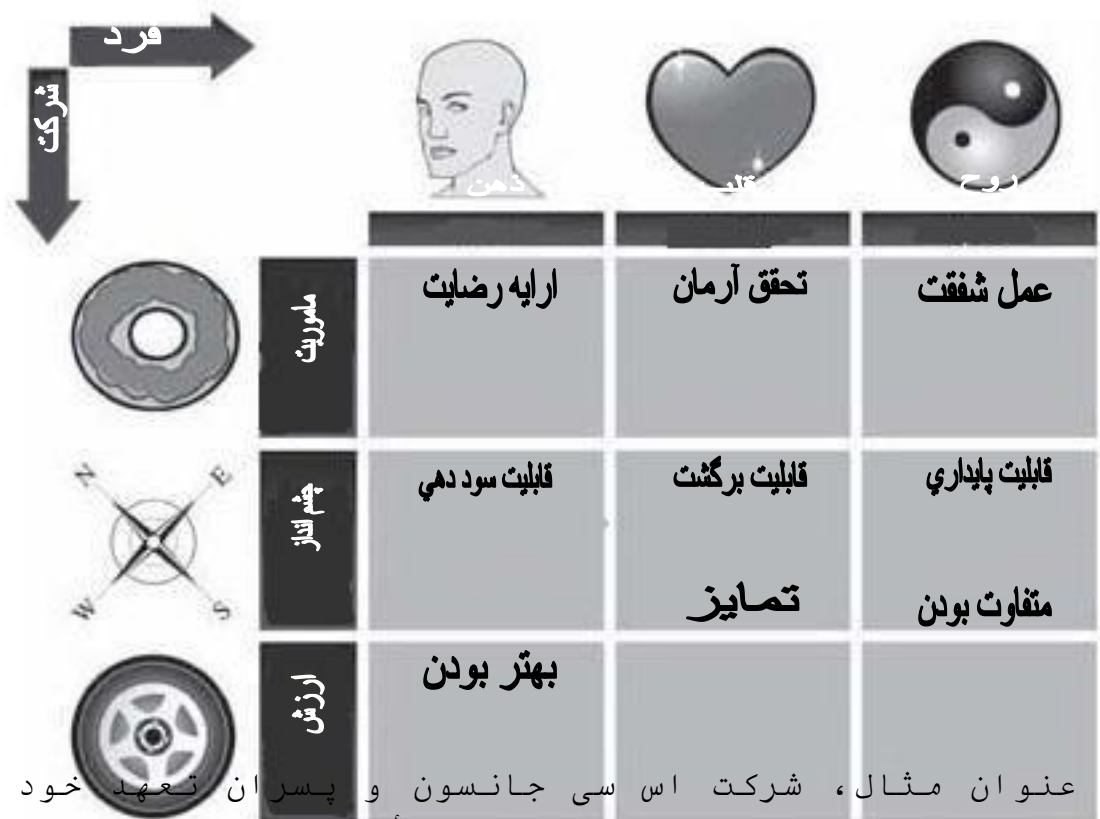 فرد
شرکت
ذهن
قلب
روح
ماموریت
ارایه رضایت
تحقق آرمان
عمل شفقت
N
E
W
S
چشم انداز
قابلیت سود دهي
قابلیت برگشت
قابلیت پایداري
تمایز
متفاوت بودن
ارزش
بهتر بودن
عنوان مثال، شرکت اس سی جانسون و پسران تعهد خود